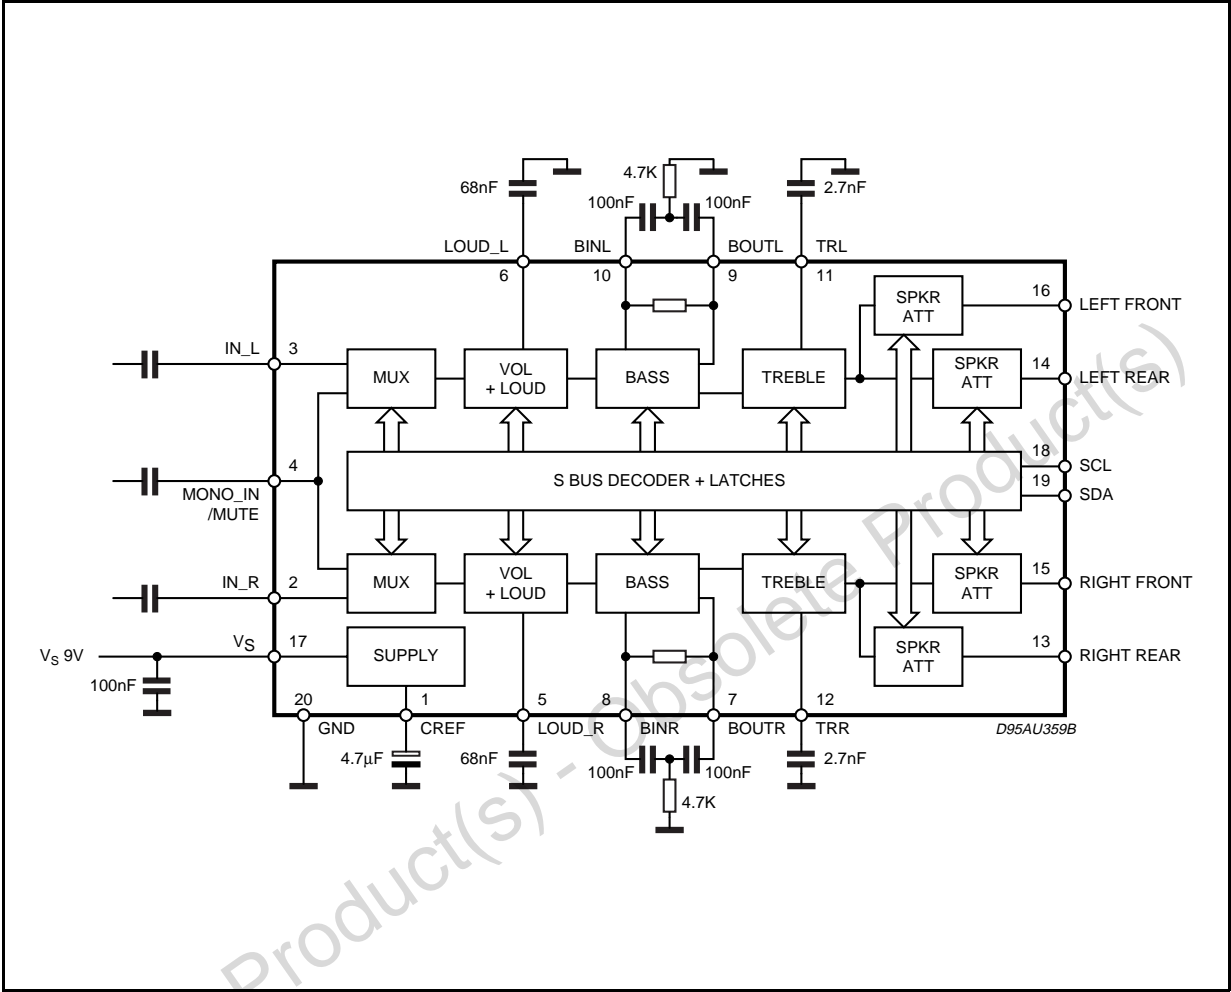 68nF
4.7K
100nF
100nF
2.7nF
LOUD_L
BINL
BOUTL
TRL
6
10
9
11
SPKR
ATT
16
LEFT FRONT
IN_L
3
MUX
VOL
+ LOUD
BASS
TREBLE
SPKR
ATT
14
LEFT REAR
4
MONO_IN
/MUTE
S BUS DECODER + LATCHES
18
SCL
19
SDA
IN_R
2
MUX
VOL
+ LOUD
BASS
TREBLE
SPKR
ATT
15
RIGHT FRONT
VS 9V
VS
17
SUPPLY
SPKR
ATT
13
RIGHT REAR
100nF
20
1
5
8
7
12
GND
CREF
LOUD_R
BINR
BOUTR
TRR
D95AU359B
4.7µF
68nF
100nF
100nF
2.7nF
4.7K
Product(s) - Obsolete Product(s)